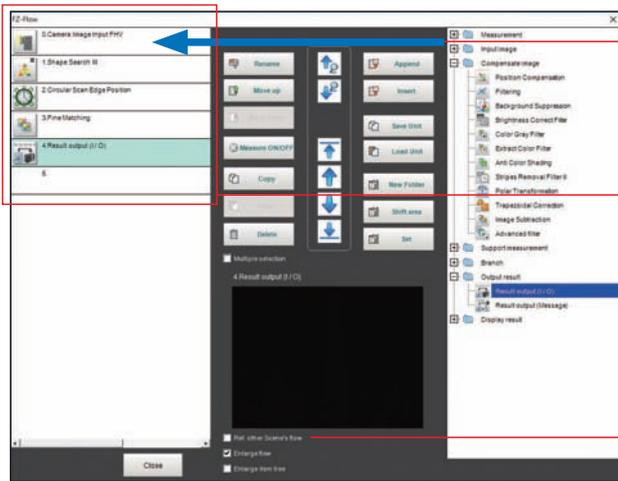 FZ-Flow
0.Camera Image Input FHV
1.Shape Search III
2.Circular Scan Edge Position
3.Fine Matching
4.Result output (I / O)
5.
Rename
Move up
Measure ON/OFF
Copy
Delete
Append
Insert
Save Unit
Load Unit
New Folder
Shift area
Set
Multiple selection
4.Result output (I / O)
Ref. other Scene's flow
Enlarge flow
Enlarge item tree
Close
Measurement
Input image
Compensate image
Position Compensation
Filtering
Background Suppression
Brightness Correct Filter
Color Gray Filter
Extract Color Filter
Anti Color Shading
Stripes Removal Filter II
Polar Transformation
Trapezoidal Correction
Image Subtraction
Advanced filter
Support measurement
Branch
Output result
Result output (I / O)
Result output (Message)
Display result